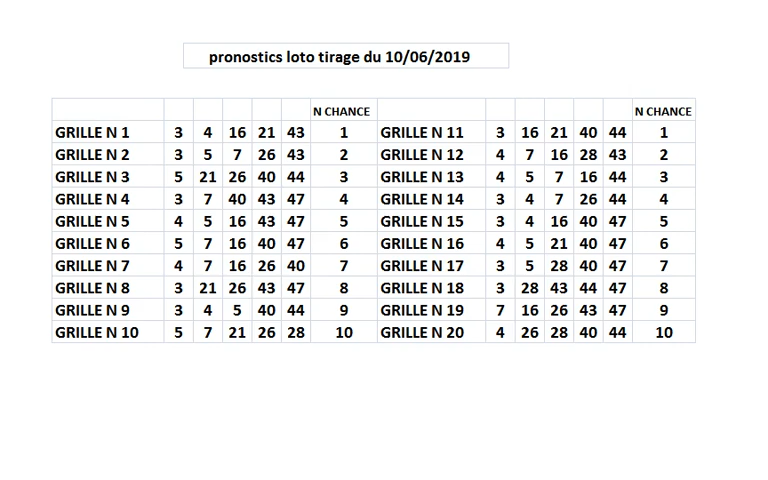 pronostics loto tirage du 10/06/2019
N CHANCE N CHANCE
GRILLE N 1 3 4 16 21 43 1 GRILLE N 11 3 16 21 40 44 1
GRILLE N 2 3 5 7 26 43 2 GRILLE N 12 4 7 16 28 43 2
GRILLE N 3 5 21 26 40 44 3 GRILLE N 13 4 5 7 16 44 3
GRILLE N 4 3 7 40 43 47 4 GRILLE N 14 3 4 7 26 44 4
GRILLE N 5 4 5 16 43 47 5 GRILLE N 15 3 4 16 40 47 5
GRILLE N 6 5 7 16 40 47 6 GRILLE N 16 4 5 21 40 47 6
GRILLE N 7 4 7 16 26 40 7 GRILLE N 17 3 5 28 40 47 7
GRILLE N 8 3 21 26 43 47 8 GRILLE N 18 3 28 43 44 47 8
GRILLE N 9 3 4 5 40 44 9 GRILLE N 19 7 16 26 43 47 9
GRILLE N 10 5 7 21 26 28 10 GRILLE N 20 4 26 28 40 44 10